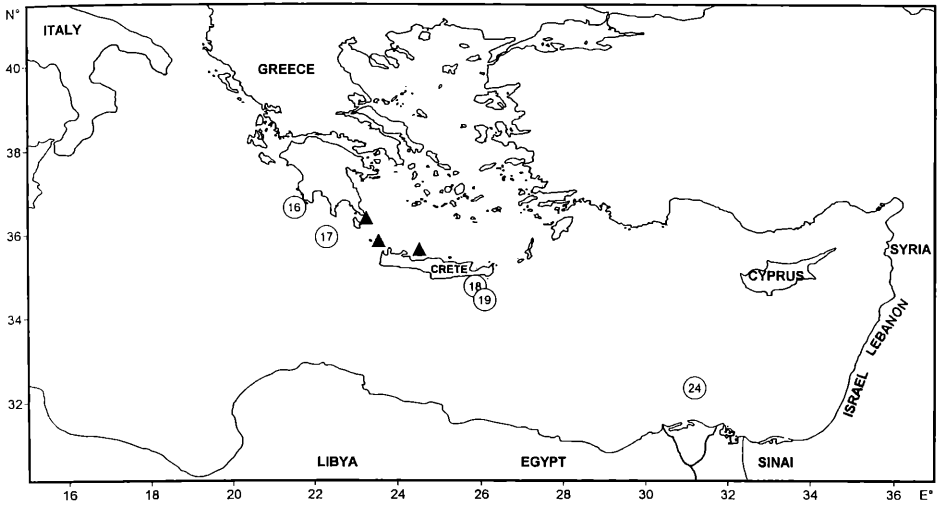 N°
ITALY
GREECE
40
38
16
17
36
CRETE
SYRIA
CYPRUS
18
19
34
LEBANON
24
ISRAEL
32
LIBYA
EGYPT
SINAI
16 18 20 22 24 26 28 30 32 34 36 E°